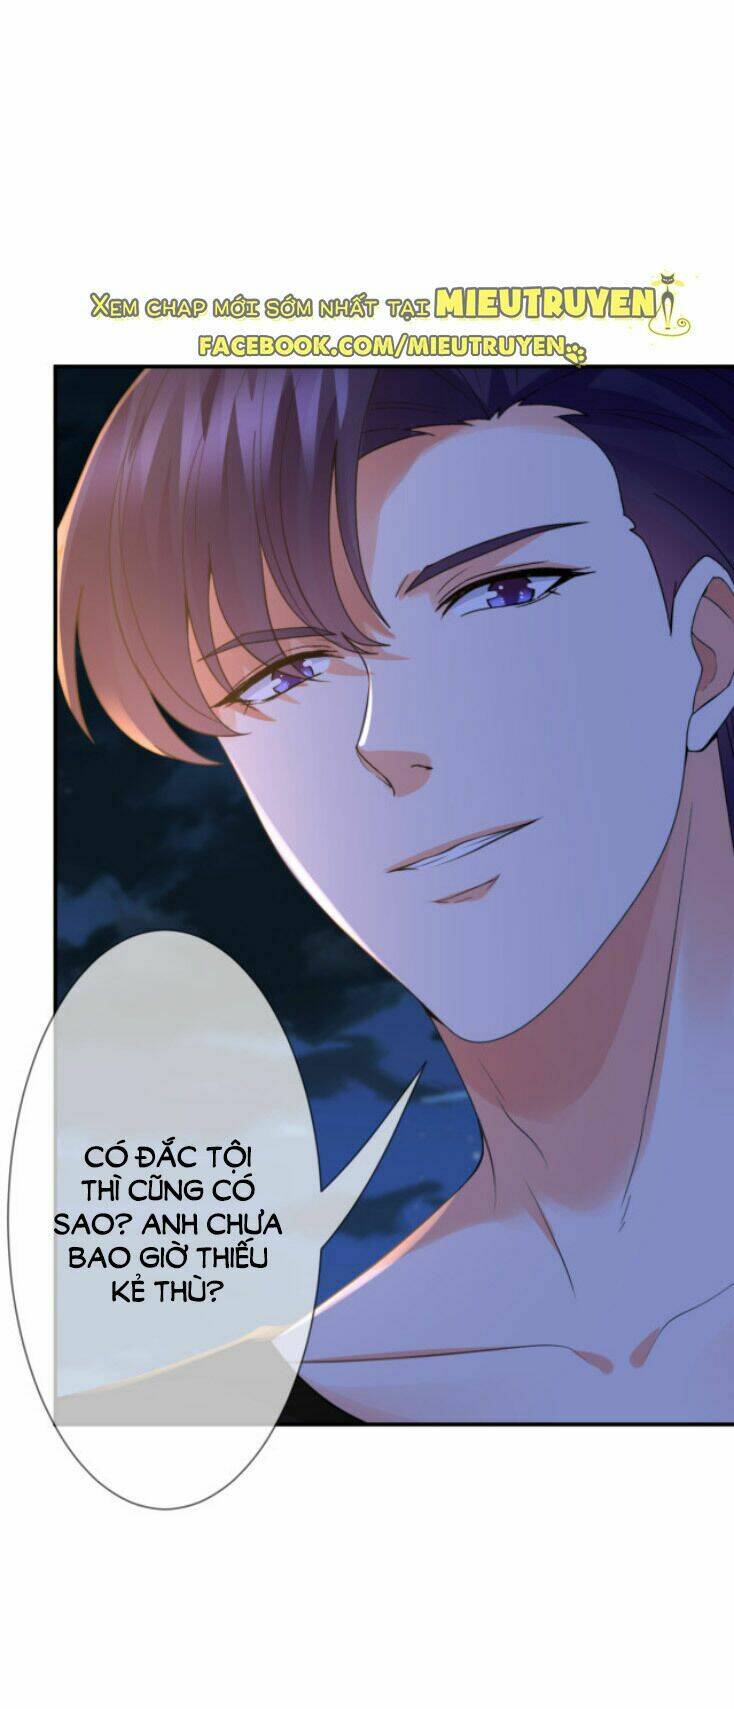 XEM CHAP MỚI SỚM NHẤT TẠI MIEUTRUYEN
FACEBOOK.COM/MIEUTRUYEN
CÓ ĐẮC TỘI
THÌ CŨNG CÓ
SAO? ANH CHƯA
BAO GIỜ THIẾU
KẺ THÙ?